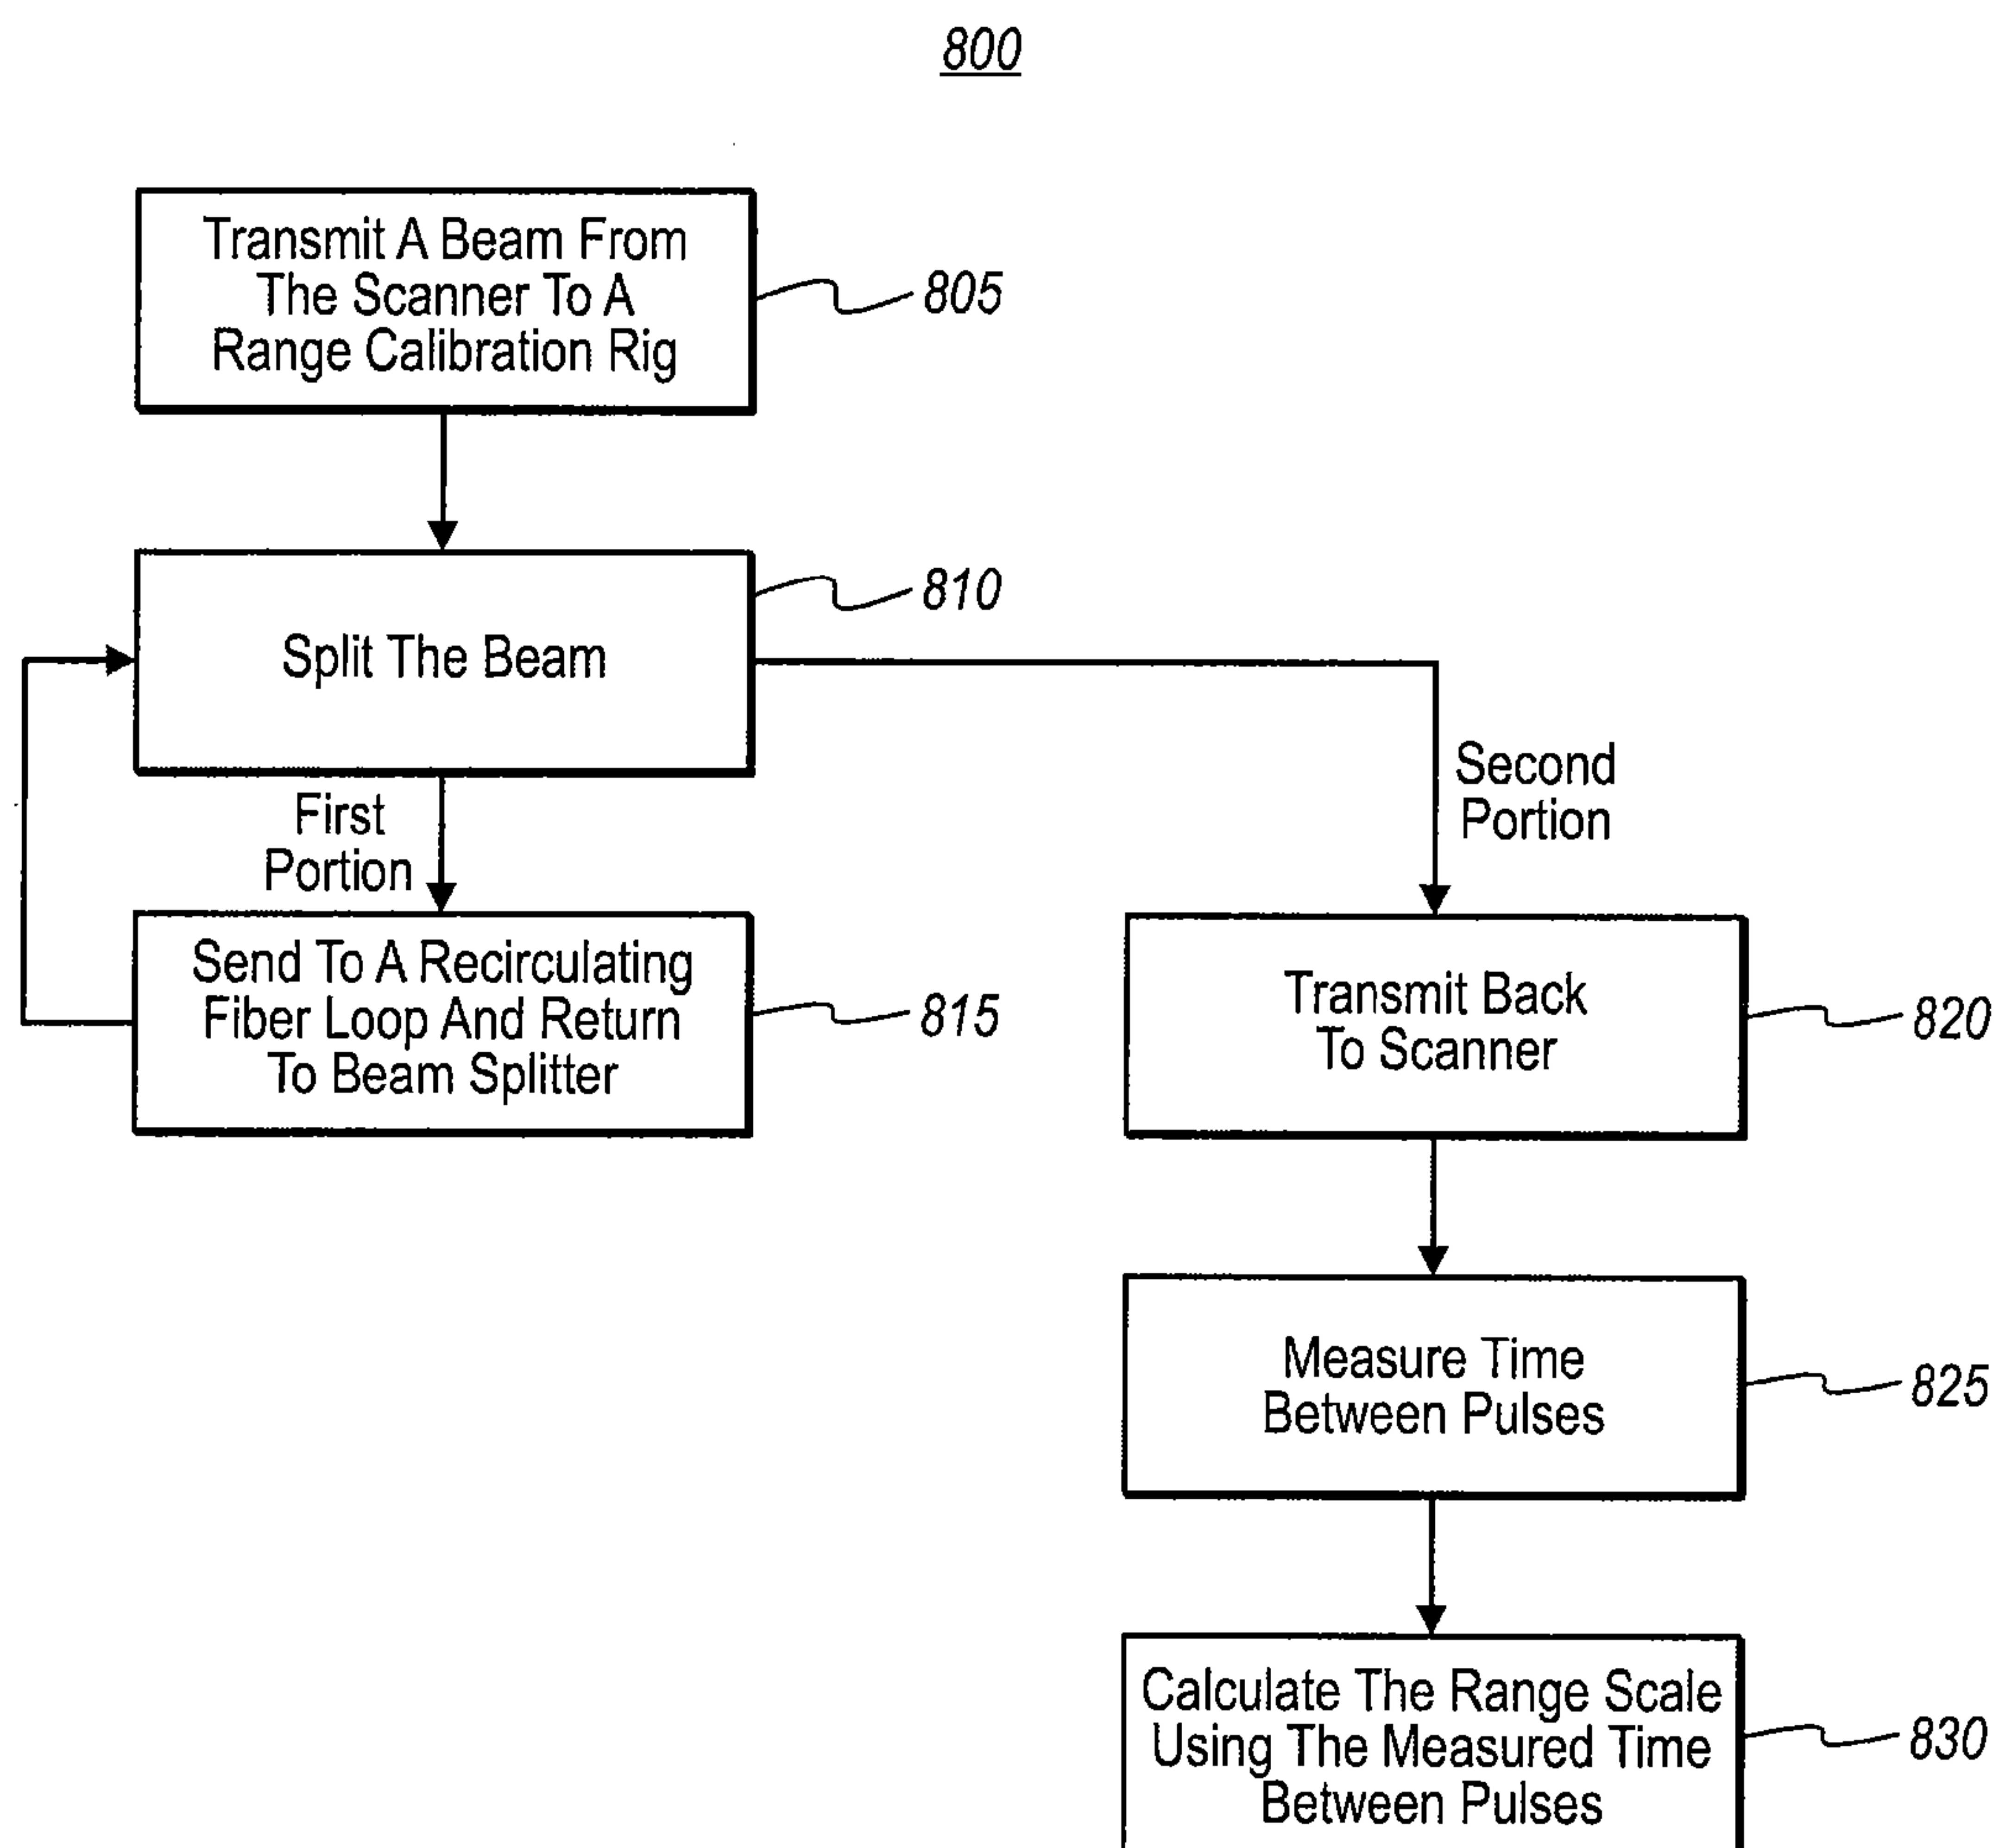 800
Transmit A Beam From
The Scanner To A
Range Calibration Rig
805
Split The Beam
810
First
Portion
Second
Portion
Send To A Recirculating
Fiber Loop And Return
To Beam Splitter
815
Transmit Back
To Scanner
820
Measure Time
Between Pulses
825
Calculate The Range Scale
Using The Measured Time
Between Pulses
830